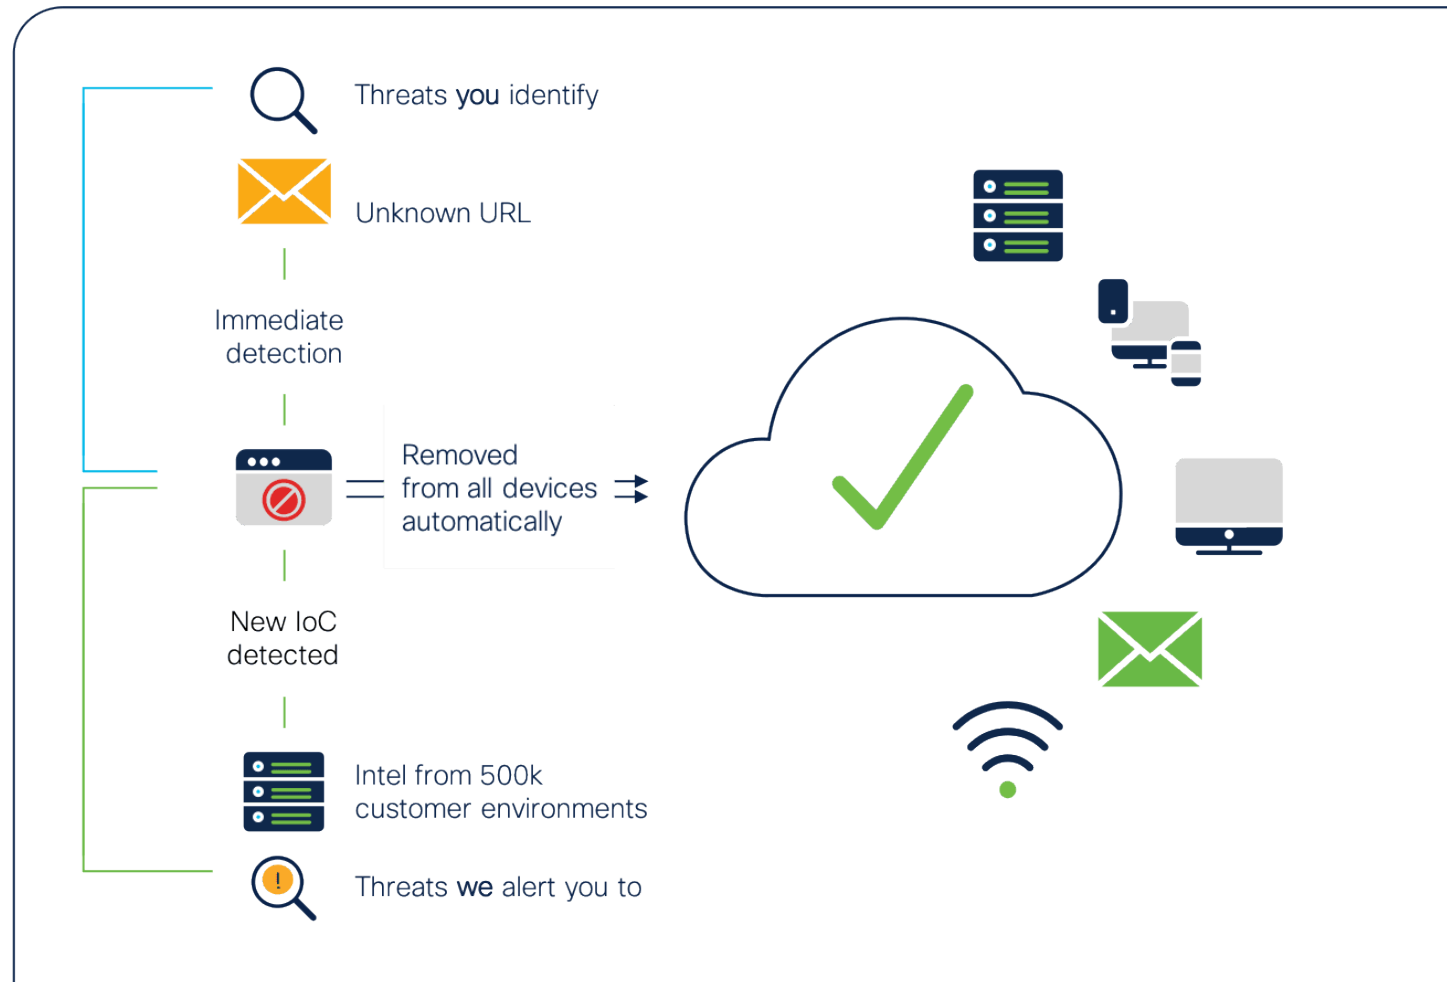 Threats you identify
Unknown URL
Immediate
detection
Removed
from all devices
automatically
New IoC
detected
Intel from 500k
customer environments
Threats we alert you to